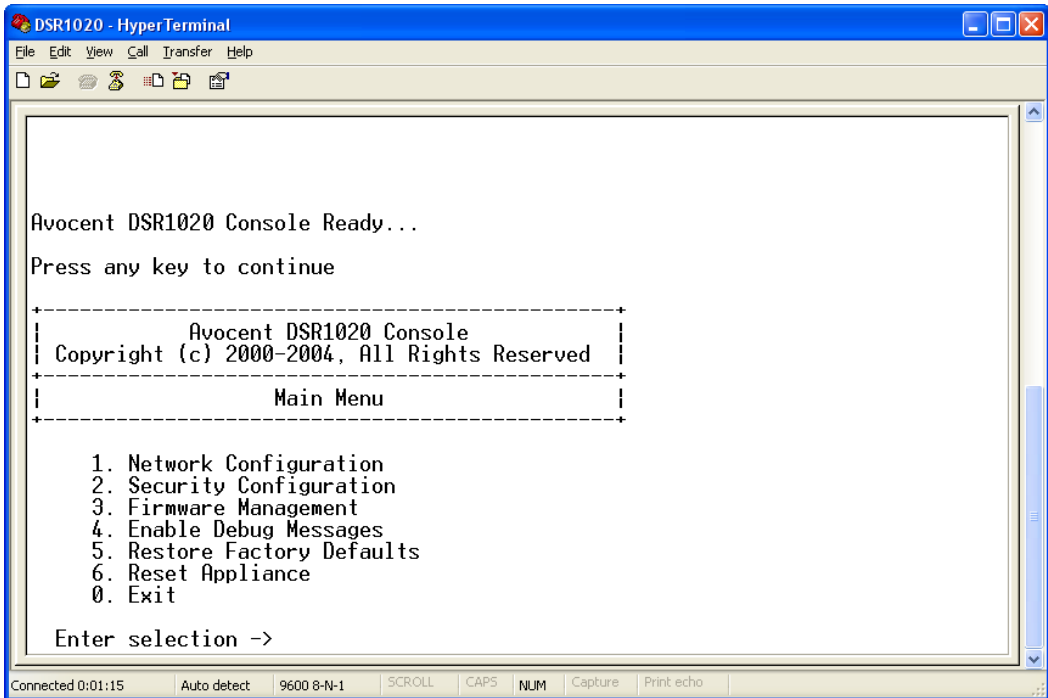 DSR1020 - HyperTerminal
File Edit View Call Transfer Help
Avocent DSR1020 Console Ready...
Press any key to continue
Avocent DSR1020 Console
Copyright (c) 2000-2004, All Rights Reserved
Main Menu
1. Network Configuration
2. Security Configuration
3. Firmware Management
4. Enable Debug Messages
5. Restore Factory Defaults
6. Reset Appliance
0. Exit
Enter selection ->
Connected 0:01:15 Auto detect 9600 8-N-1 SCROLL CAPS NUM Capture Print echo